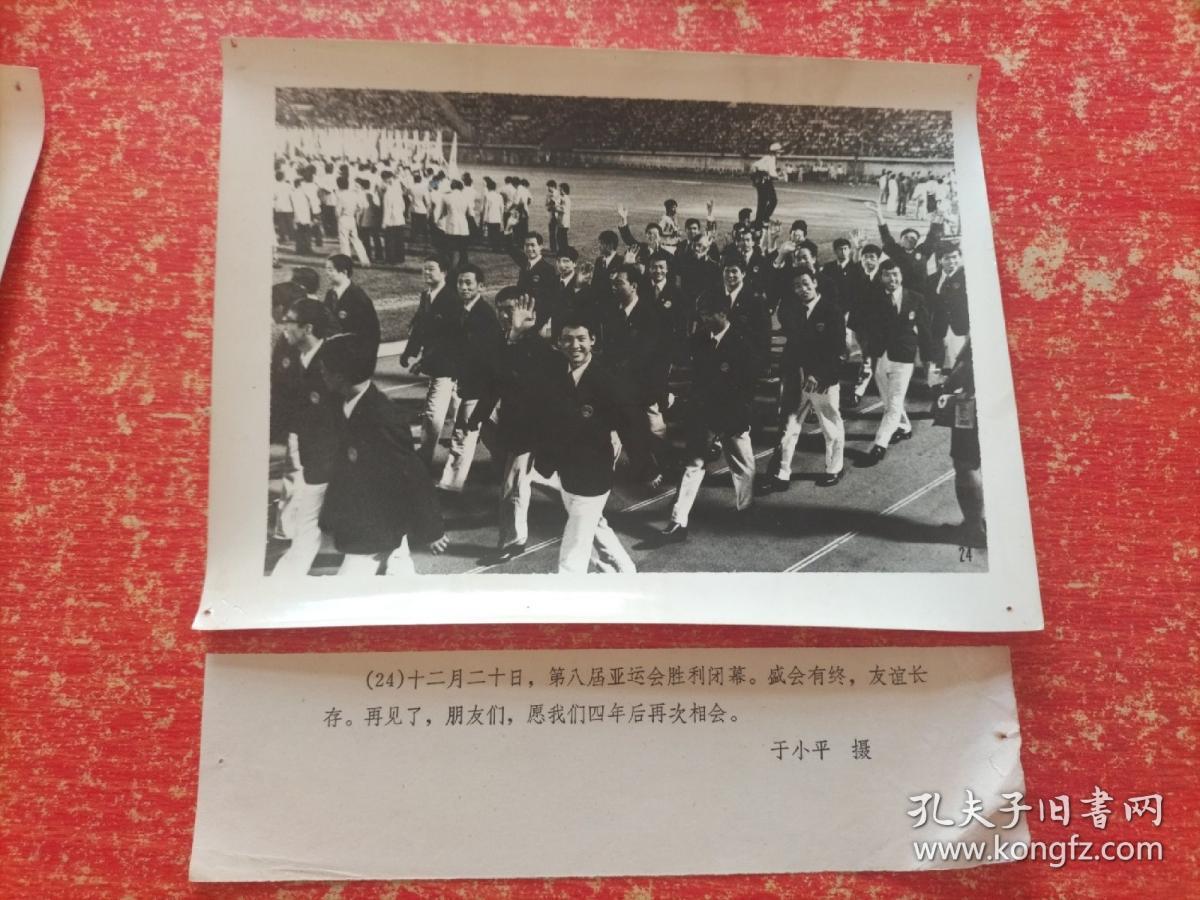 24
(24)十二月二十日，第八届亚运会胜利闭幕。盛会有终，友谊长
存。再见了，朋友们，愿我们四年后再次相会。
于小平 摄
孔夫子旧书网
www.kongfz.com